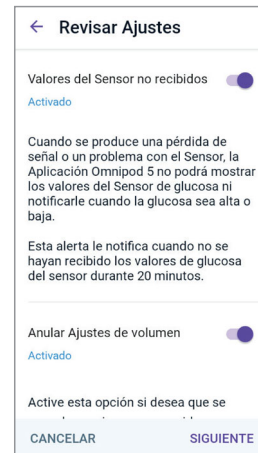 Revisar Ajustes
Valores del Sensor no recibidos
Activado
Cuando se produce una pérdida de
señal o un problema con el Sensor, la
Aplicación Omnipod 5 no podrá mostrar
los valores del Sensor de glucosa ni
notificarle cuando la glucosa sea alta o
baja.
Esta alerta le notifica cuando no se
hayan recibido los valores de glucosa
del sensor durante 20 minutos.
Anular Ajustes de volumen
Activado
Active esta opción si desea que se
CANCELAR
SIGUIENTE